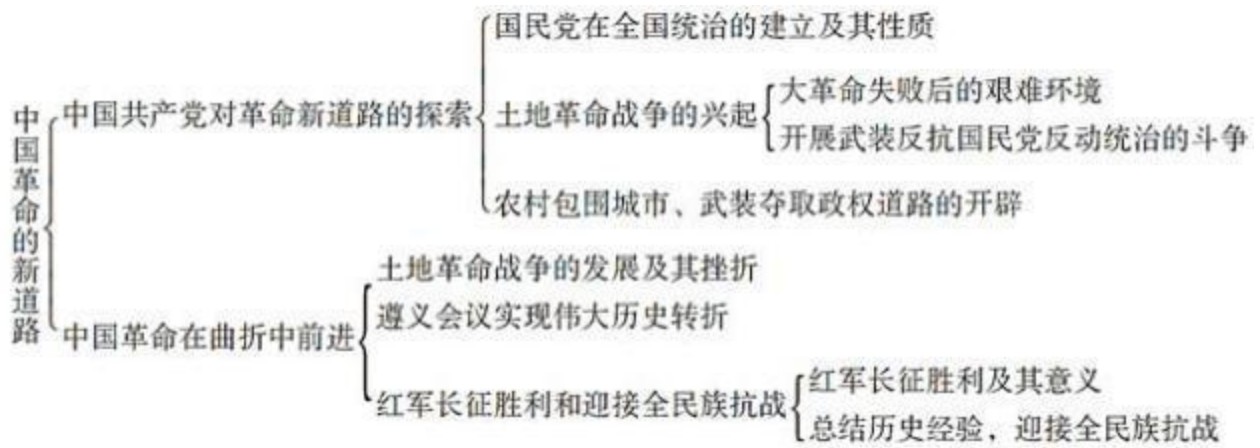 中国革命的新道路
中国共产党对革命新道路的探索
国民党在全国统治的建立及其性质
土地革命战争的兴起
大革命失败后的艰难环境
开展武装反抗国民党反动统治的斗争
农村包围城市、武装夺取政权道路的开辟
中国革命在曲折中前进
土地革命战争的发展及其挫折
遵义会议实现伟大历史转折
红军长征胜利和迎接全民族抗战
红军长征胜利及其意义
总结历史经验，迎接全民族抗战